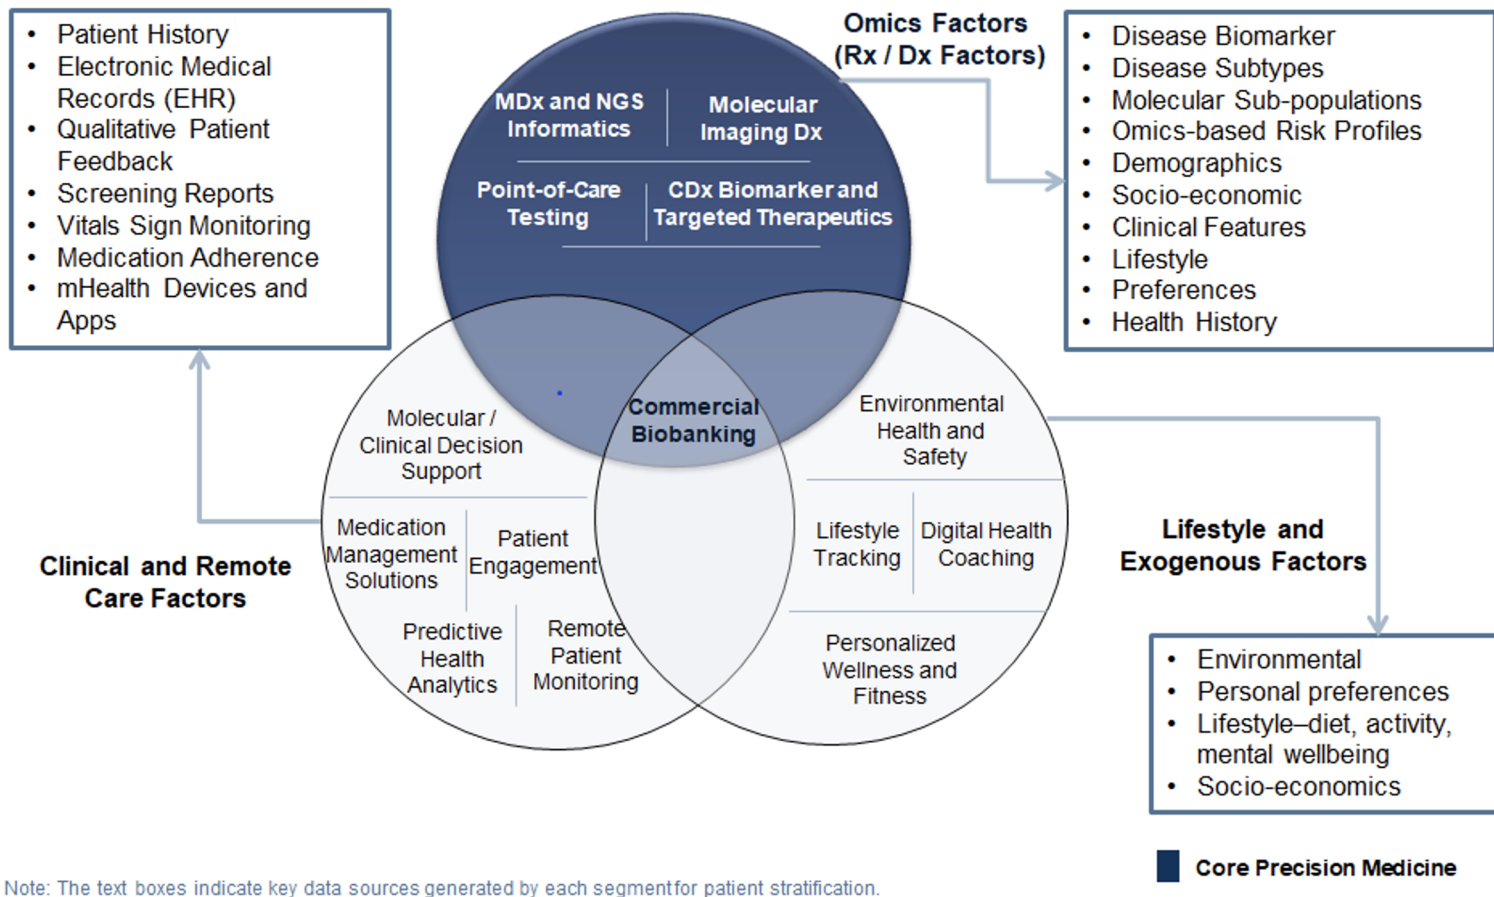 • Patient History
• Electronic Medical
Records (EHR)
• Qualitative Patient
Feedback
• Screening Reports
• Vitals Sign Monitoring
• Medication Adherence
• mHealth Devices and
Apps
Omics Factors
(Rx / Dx Factors)
• Disease Biomarker
• Disease Subtypes
• Molecular Sub-populations
• Omics-based Risk Profiles
• Demographics
• Socio-economic
• Clinical Features
• Lifestyle
• Preferences
• Health History
MDx and NGS
Informatics
Molecular
Imaging Dx
Point-of-Care
Testing
CDx Biomarker and
Targeted Therapeutics
Commercial
Biobanking
Molecular /
Clinical Decision
Support
Medication
Management
Solutions
Patient
Engagement
Predictive
Health
Analytics
Remote
Patient
Monitoring
Environmental
Health and
Safety
Lifestyle
Tracking
Digital Health
Coaching
Personalized
Wellness and
Fitness
Clinical and Remote
Care Factors
Lifestyle and
Exogenous Factors
• Environmental
• Personal preferences
• Lifestyle–diet, activity,
mental wellbeing
• Socio-economics
Core Precision Medicine
Note: The text boxes indicate key data sources generated by each segment for patient stratification.